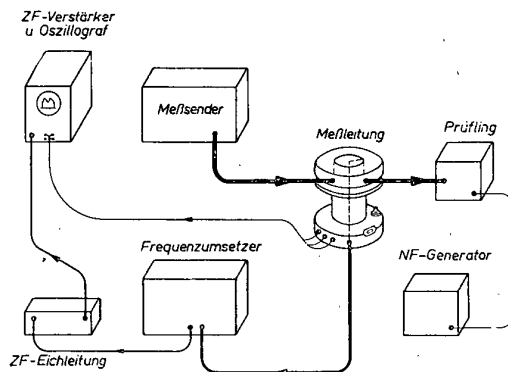 ZF-Verstärker
u Oszillograf
Meßsender
Meßleitung
Prüfling
Frequenzumsetzer
NF-Generator
ZF-Eichleitung